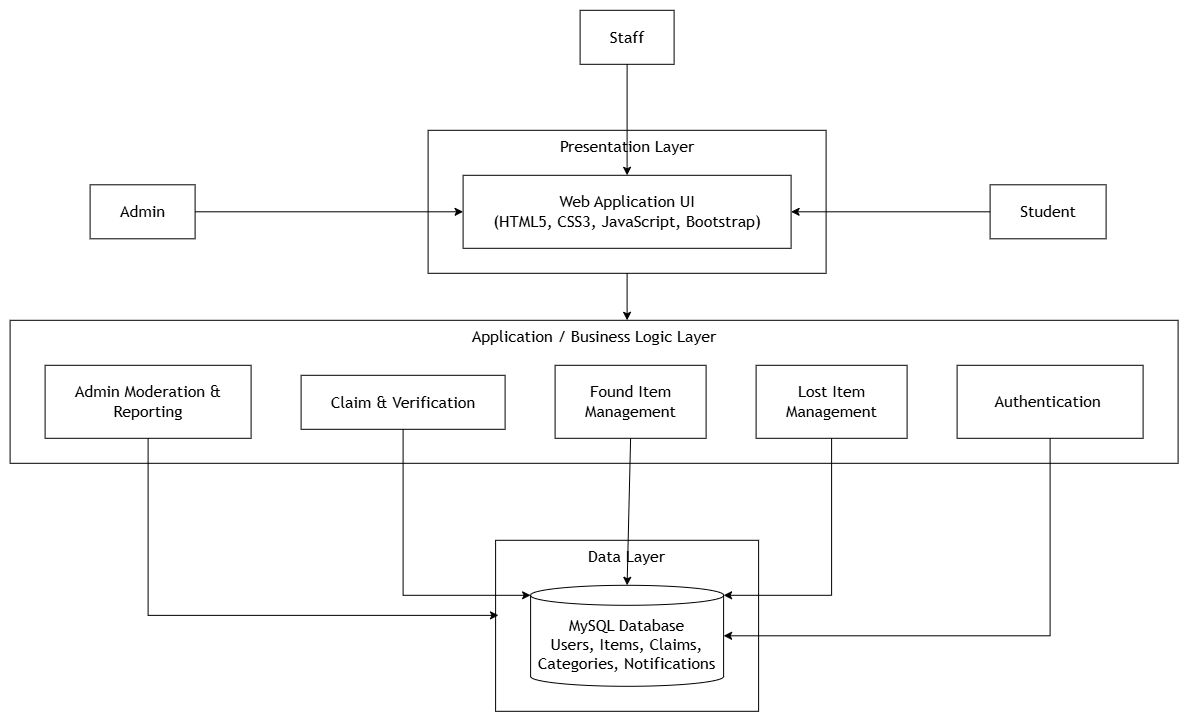 Staff
Presentation Layer
Web Application UI
(HTML5, CSS3, JavaScript, Bootstrap)
Admin
Student
Application / Business Logic Layer
Admin Moderation &
Reporting
Claim & Verification
Found Item
Management
Lost Item
Management
Authentication
Data Layer
MySQL Database
Users, Items, Claims,
Categories, Notifications